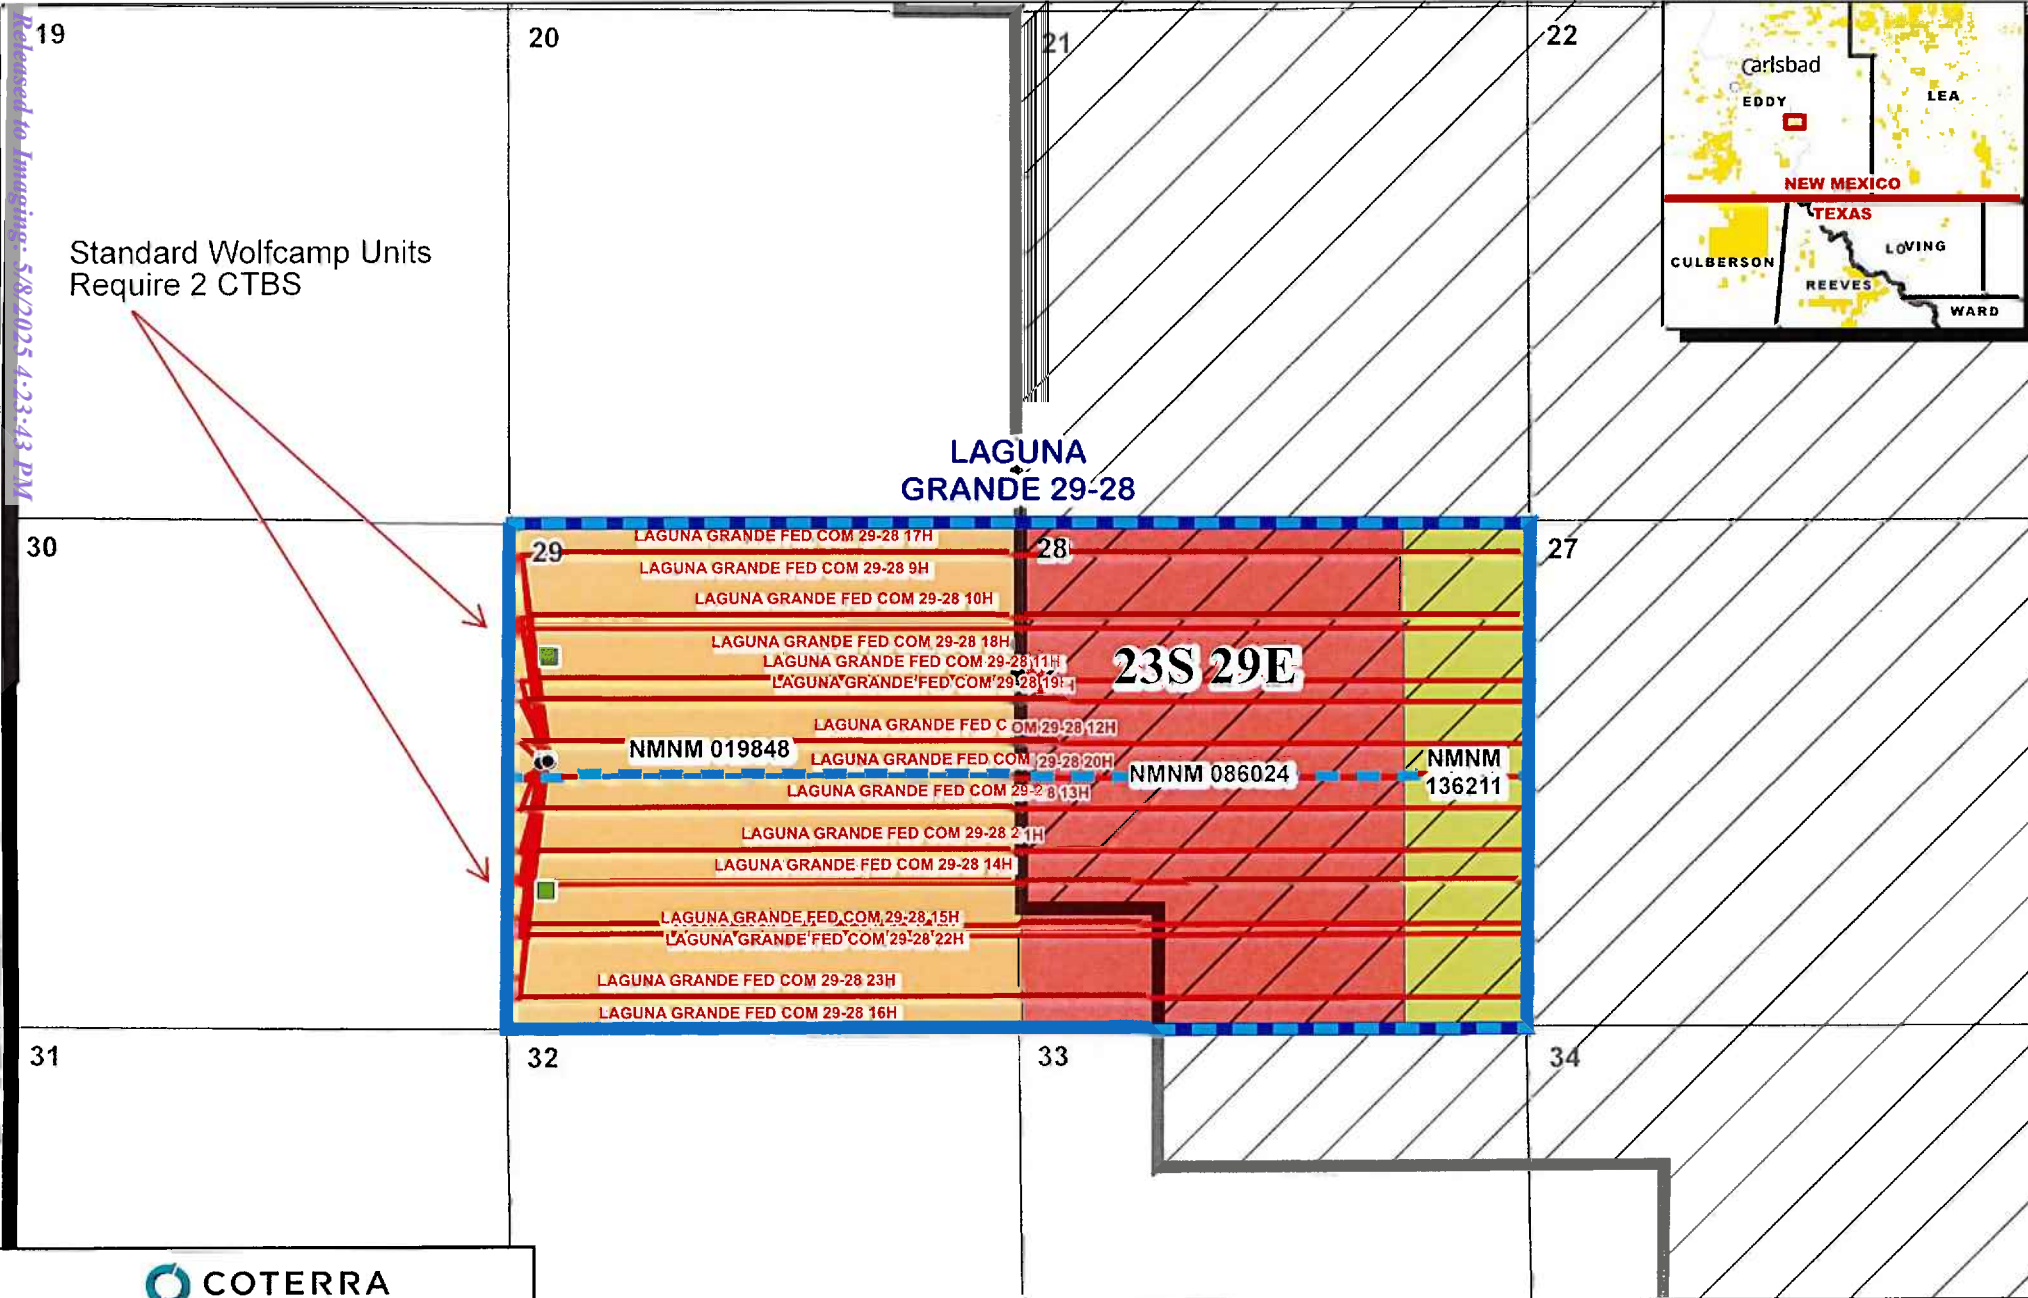 Released to Imaging: 5/8/2025 4:23:43 PM
19
20
21
22
Carlsbad
EDDY
LEA
NEW MEXICO
TEXAS
CULBERSON
LOVING
REEVES
WARD
Standard Wolfcamp Units
Require 2 CTBS
LAGUNA
GRANDE 29-28
30
29
28
27
LAGUNA GRANDE FED COM 29-28 17H
LAGUNA GRANDE FED COM 29-28 9H
LAGUNA GRANDE FED COM 29-28 10H
LAGUNA GRANDE FED COM 29-28 18H
LAGUNA GRANDE FED COM 29-28 11H
LAGUNA GRANDE FED COM 29-28 19H
23S 29E
LAGUNA GRANDE FED COM 29-28 12H
NMNM 019848
LAGUNA GRANDE FED COM 29-28 20H
NMNM 086024
NMNM
136211
LAGUNA GRANDE FED COM 29-28 13H
LAGUNA GRANDE FED COM 29-28 21H
LAGUNA GRANDE FED COM 29-28 14H
LAGUNA GRANDE FED COM 29-28 15H
LAGUNA GRANDE FED COM 29-28 22H
LAGUNA GRANDE FED COM 29-28 23H
LAGUNA GRANDE FED COM 29-28 16H
31
32
33
34
COTERRA